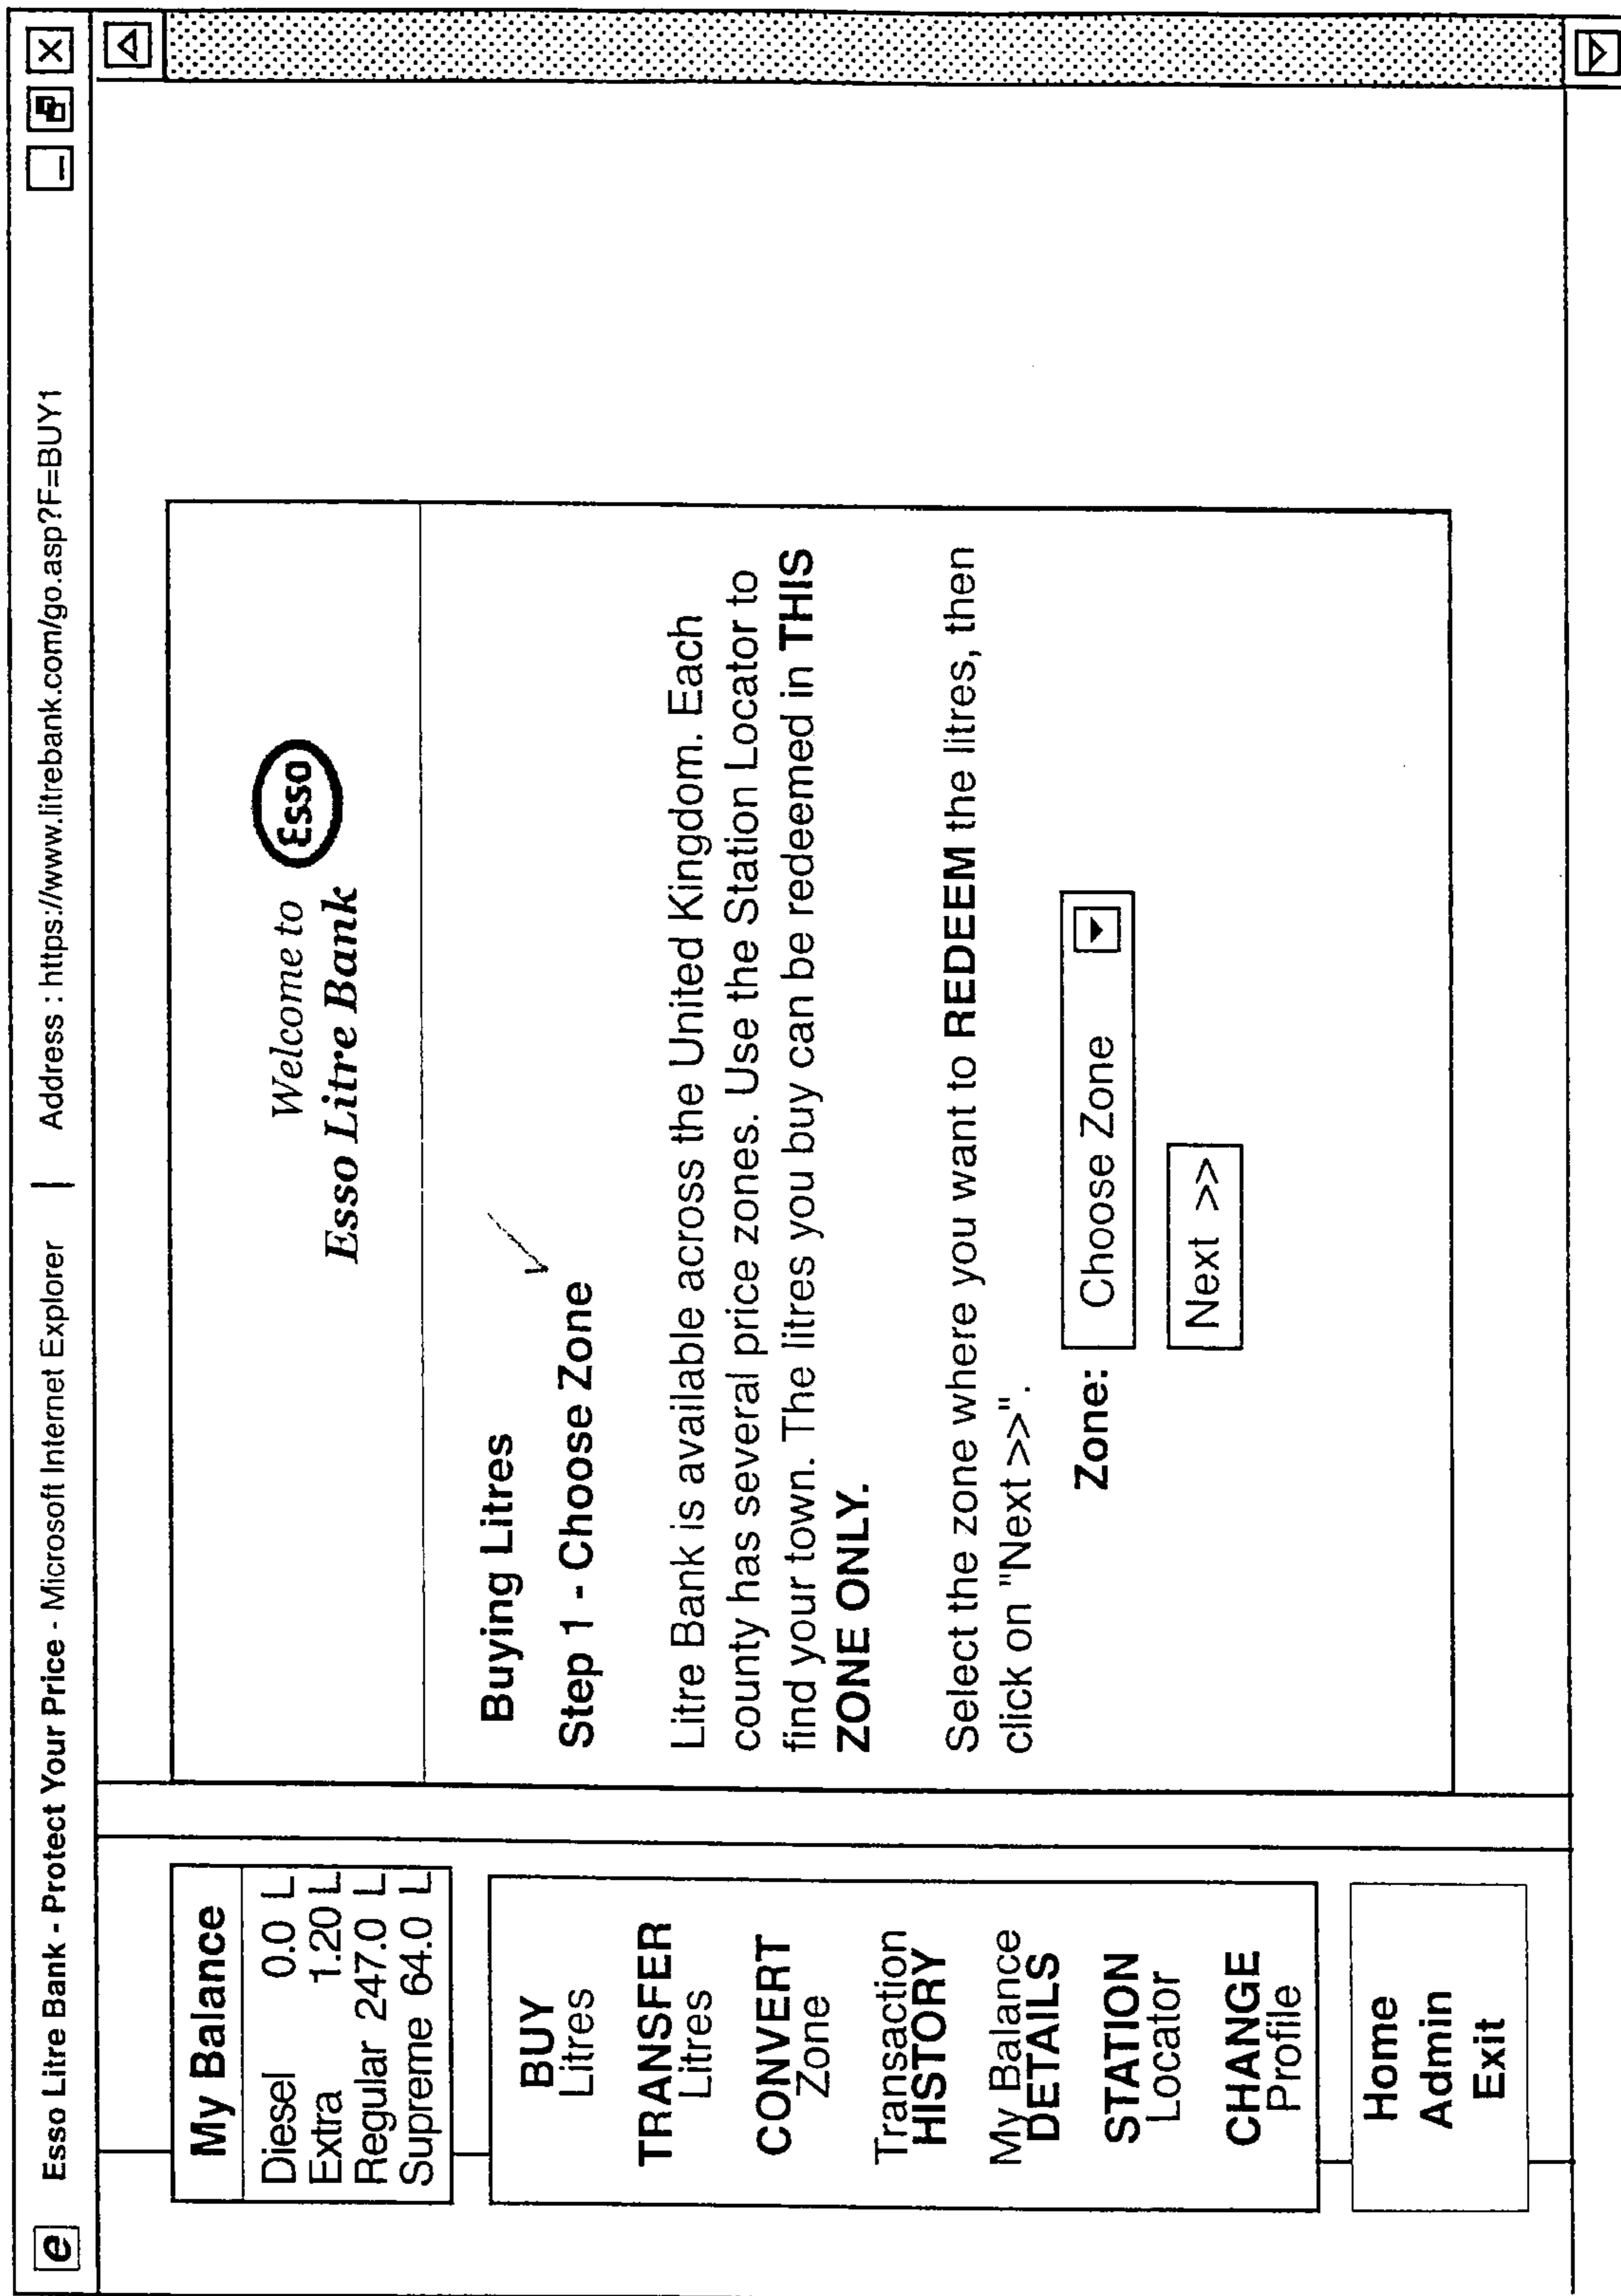 e Esso Litre Bank - Protect Your Price - Microsoft Internet Explorer | Address : https://www.litrebank.com/go.asp?F=BUY1
My Balance
Diesel 0.0 L
Extra 1.20 L
Regular 247.0 L
Supreme 64.0 L
BUY
Litres
TRANSFER
Litres
CONVERT
Zone
Transaction
HISTORY
My Balance
DETAILS
STATION
Locator
CHANGE
Profile
Home
Admin
Exit
Welcome to
Esso Litre Bank
Esso
Buying Litres
Step 1 - Choose Zone
Litre Bank is available across the United Kingdom. Each
county has several price zones. Use the Station Locator to
find your town. The litres you buy can be redeemed in THIS
ZONE ONLY.
Select the zone where you want to REDEEM the litres, then
click on "Next >>".
Zone: Choose Zone
Next >>